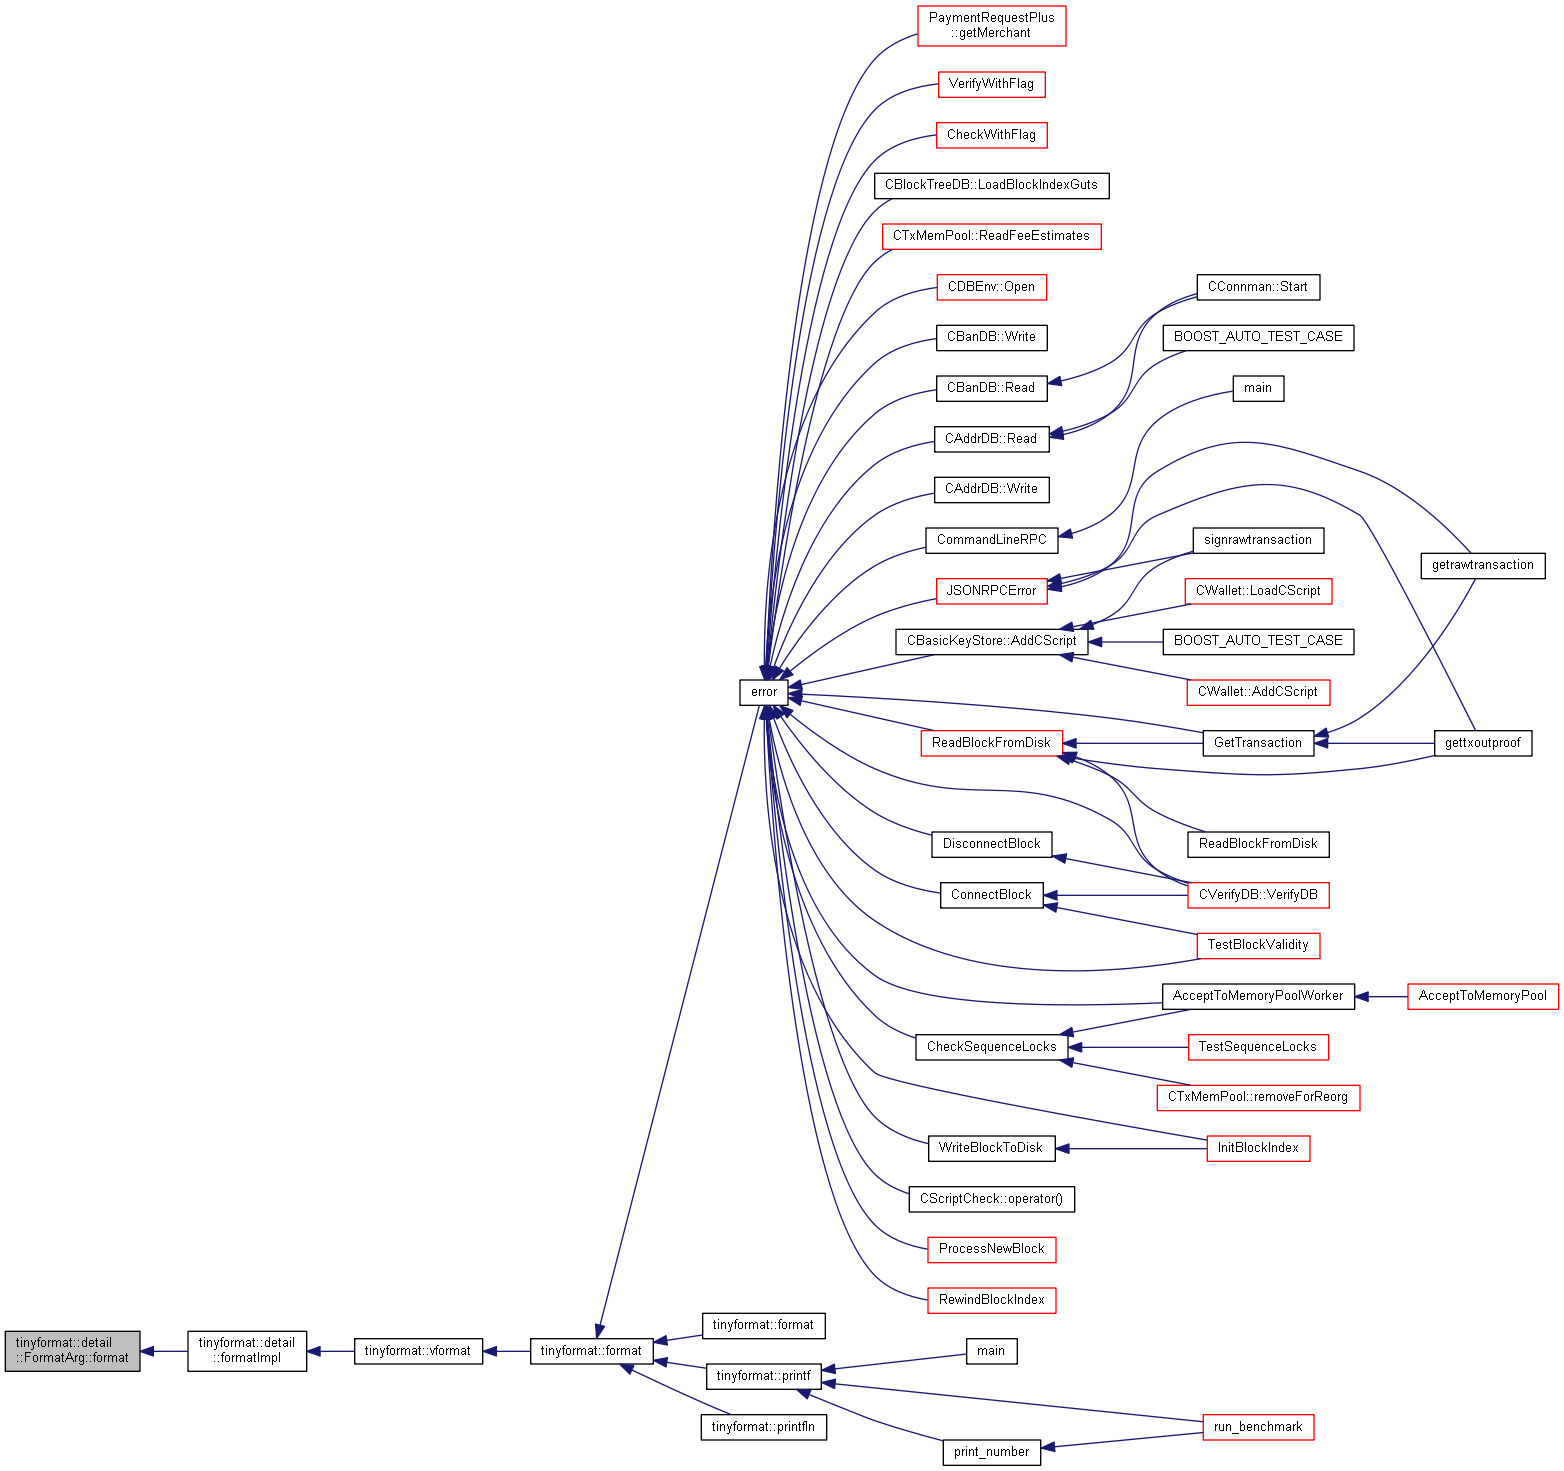 PaymentRequestPlus
::getMerchant
VerifyWithFlag
CheckWithFlag
CBlockTreeDB::LoadBlockIndexGuts
CTxMemPool::ReadFeeEstimates
CDBEnv::Open
CConnman::Start
CBanDB::Write
BOOST_AUTO_TEST_CASE
CBanDB::Read
main
CAddrDB::Read
CAddrDB::Write
CommandLineRPC
signrawtransaction
getrawtransaction
JSONRPCError
CWallet::LoadCScript
CBasicKeyStore::AddCScript
BOOST_AUTO_TEST_CASE
error
CWallet::AddCScript
ReadBlockFromDisk
GetTransaction
gettxoutproof
DisconnectBlock
ReadBlockFromDisk
ConnectBlock
CVerifyDB::VerifyDB
TestBlockValidity
AcceptToMemoryPoolWorker
AcceptToMemoryPool
CheckSequenceLocks
TestSequenceLocks
CTxMemPool::removeForReorg
WriteBlockToDisk
InitBlockIndex
CScriptCheck::operator()
ProcessNewBlock
RewindBlockIndex
tinyformat::format
tinyformat::detail
::FormatArg::format
tinyformat::detail
::formatImpl
tinyformat::vformat
tinyformat::format
main
tinyformat::printf
tinyformat::printfln
run_benchmark
print_number